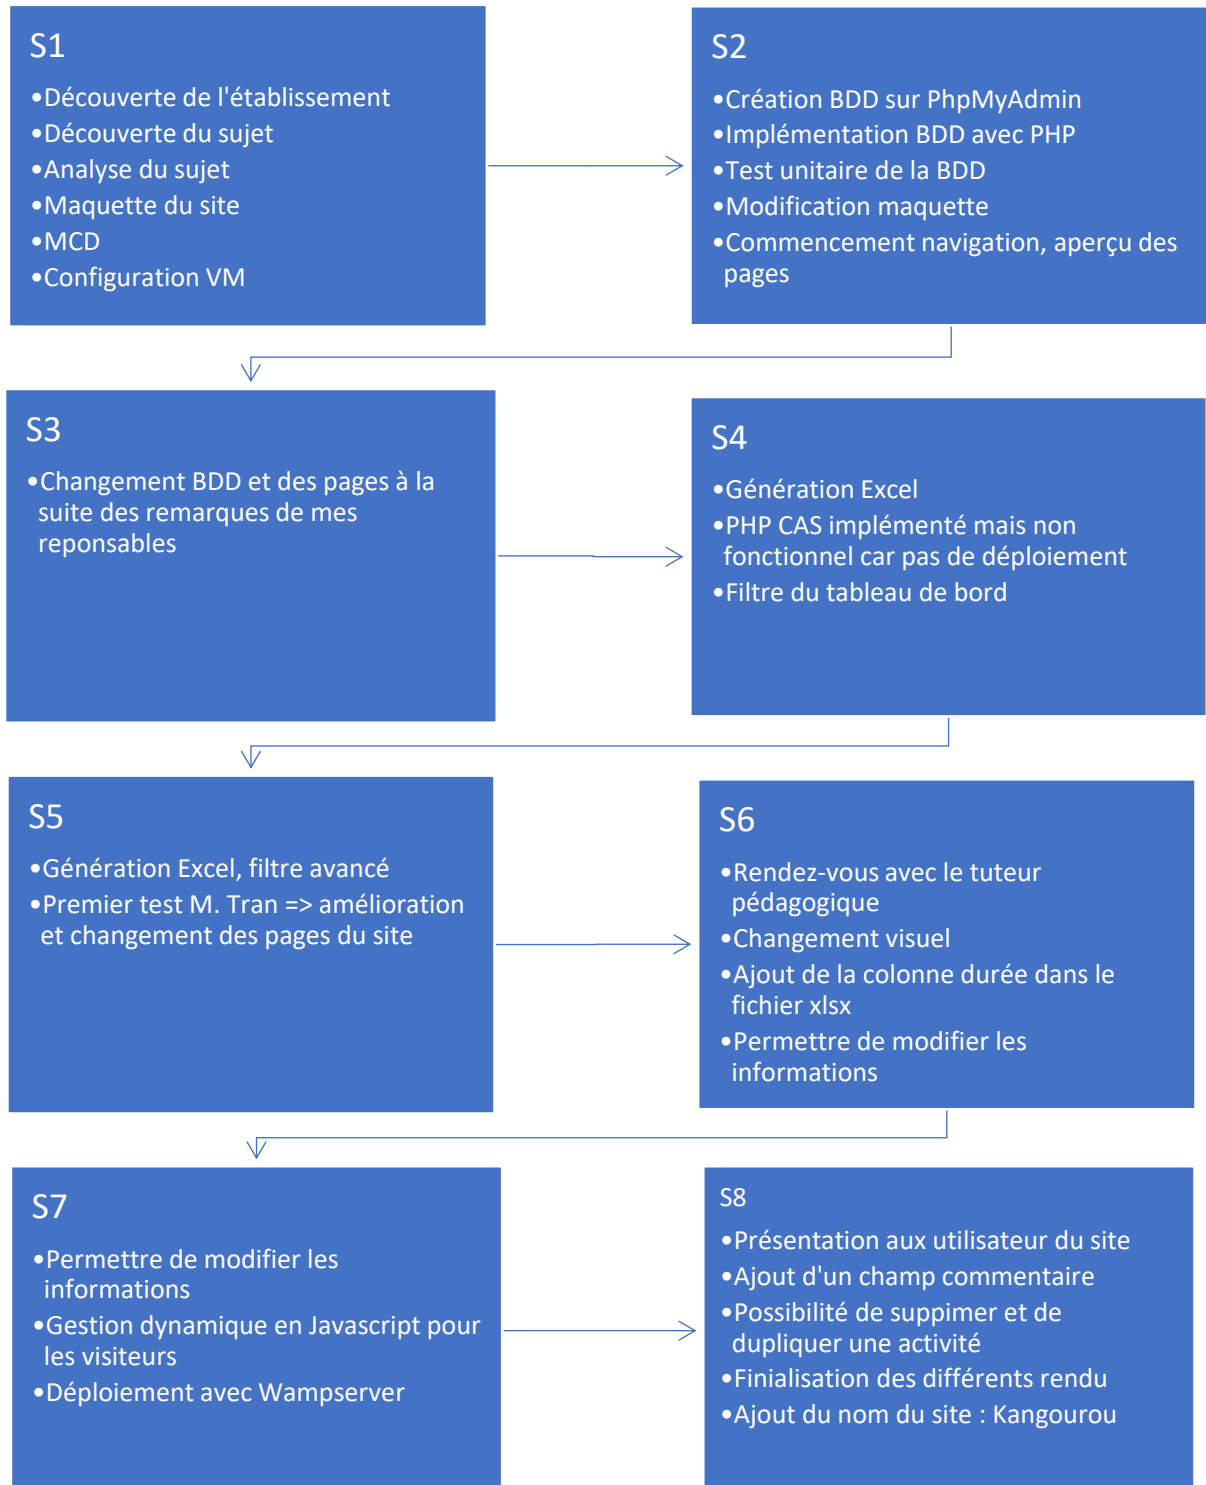 S1
•Découverte de l'établissement
•Découverte du sujet
•Analyse du sujet
•Maquette du site
•MCD
•Configuration VM
S2
•Création BDD sur PhpMyAdmin
•Implémentation BDD avec PHP
•Test unitaire de la BDD
•Modification maquette
•Commencement navigation, aperçu des
pages
S3
•Changement BDD et des pages à la
suite des remarques de mes
reponsables
S4
•Génération Excel
•PHP CAS implémenté mais non
fonctionnel car pas de déploiement
•Filtre du tableau de bord
S5
•Génération Excel, filtre avancé
•Premier test M. Tran => amélioration
et changement des pages du site
S6
•Rendez-vous avec le tuteur
pédagogique
•Changement visuel
•Ajout de la colonne durée dans le
fichier xlsx
•Permettre de modifier les
informations
S7
•Permettre de modifier les
informations
•Gestion dynamique en Javascript pour
les visiteurs
•Déploiement avec Wampserver
S8
•Présentation aux utilisateur du site
•Ajout d'un champ commentaire
•Possibilité de suppimer et de
dupliquer une activité
•Finialisation des différents rendu
•Ajout du nom du site : Kangourou